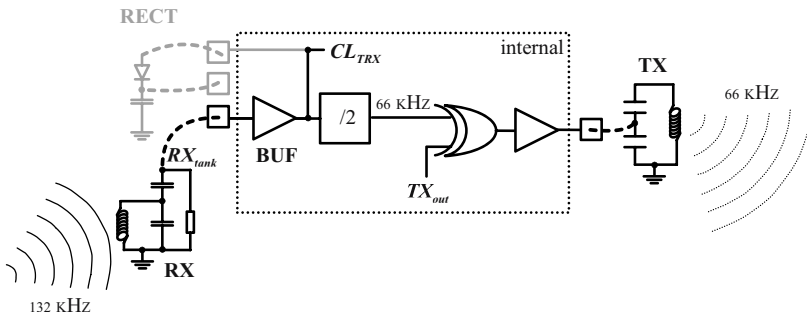 RECT
internal
CL_TRX
TX
66 KHz
/2
66 KHz
BUF
RX_tank
TX_out
RX
132 KHz